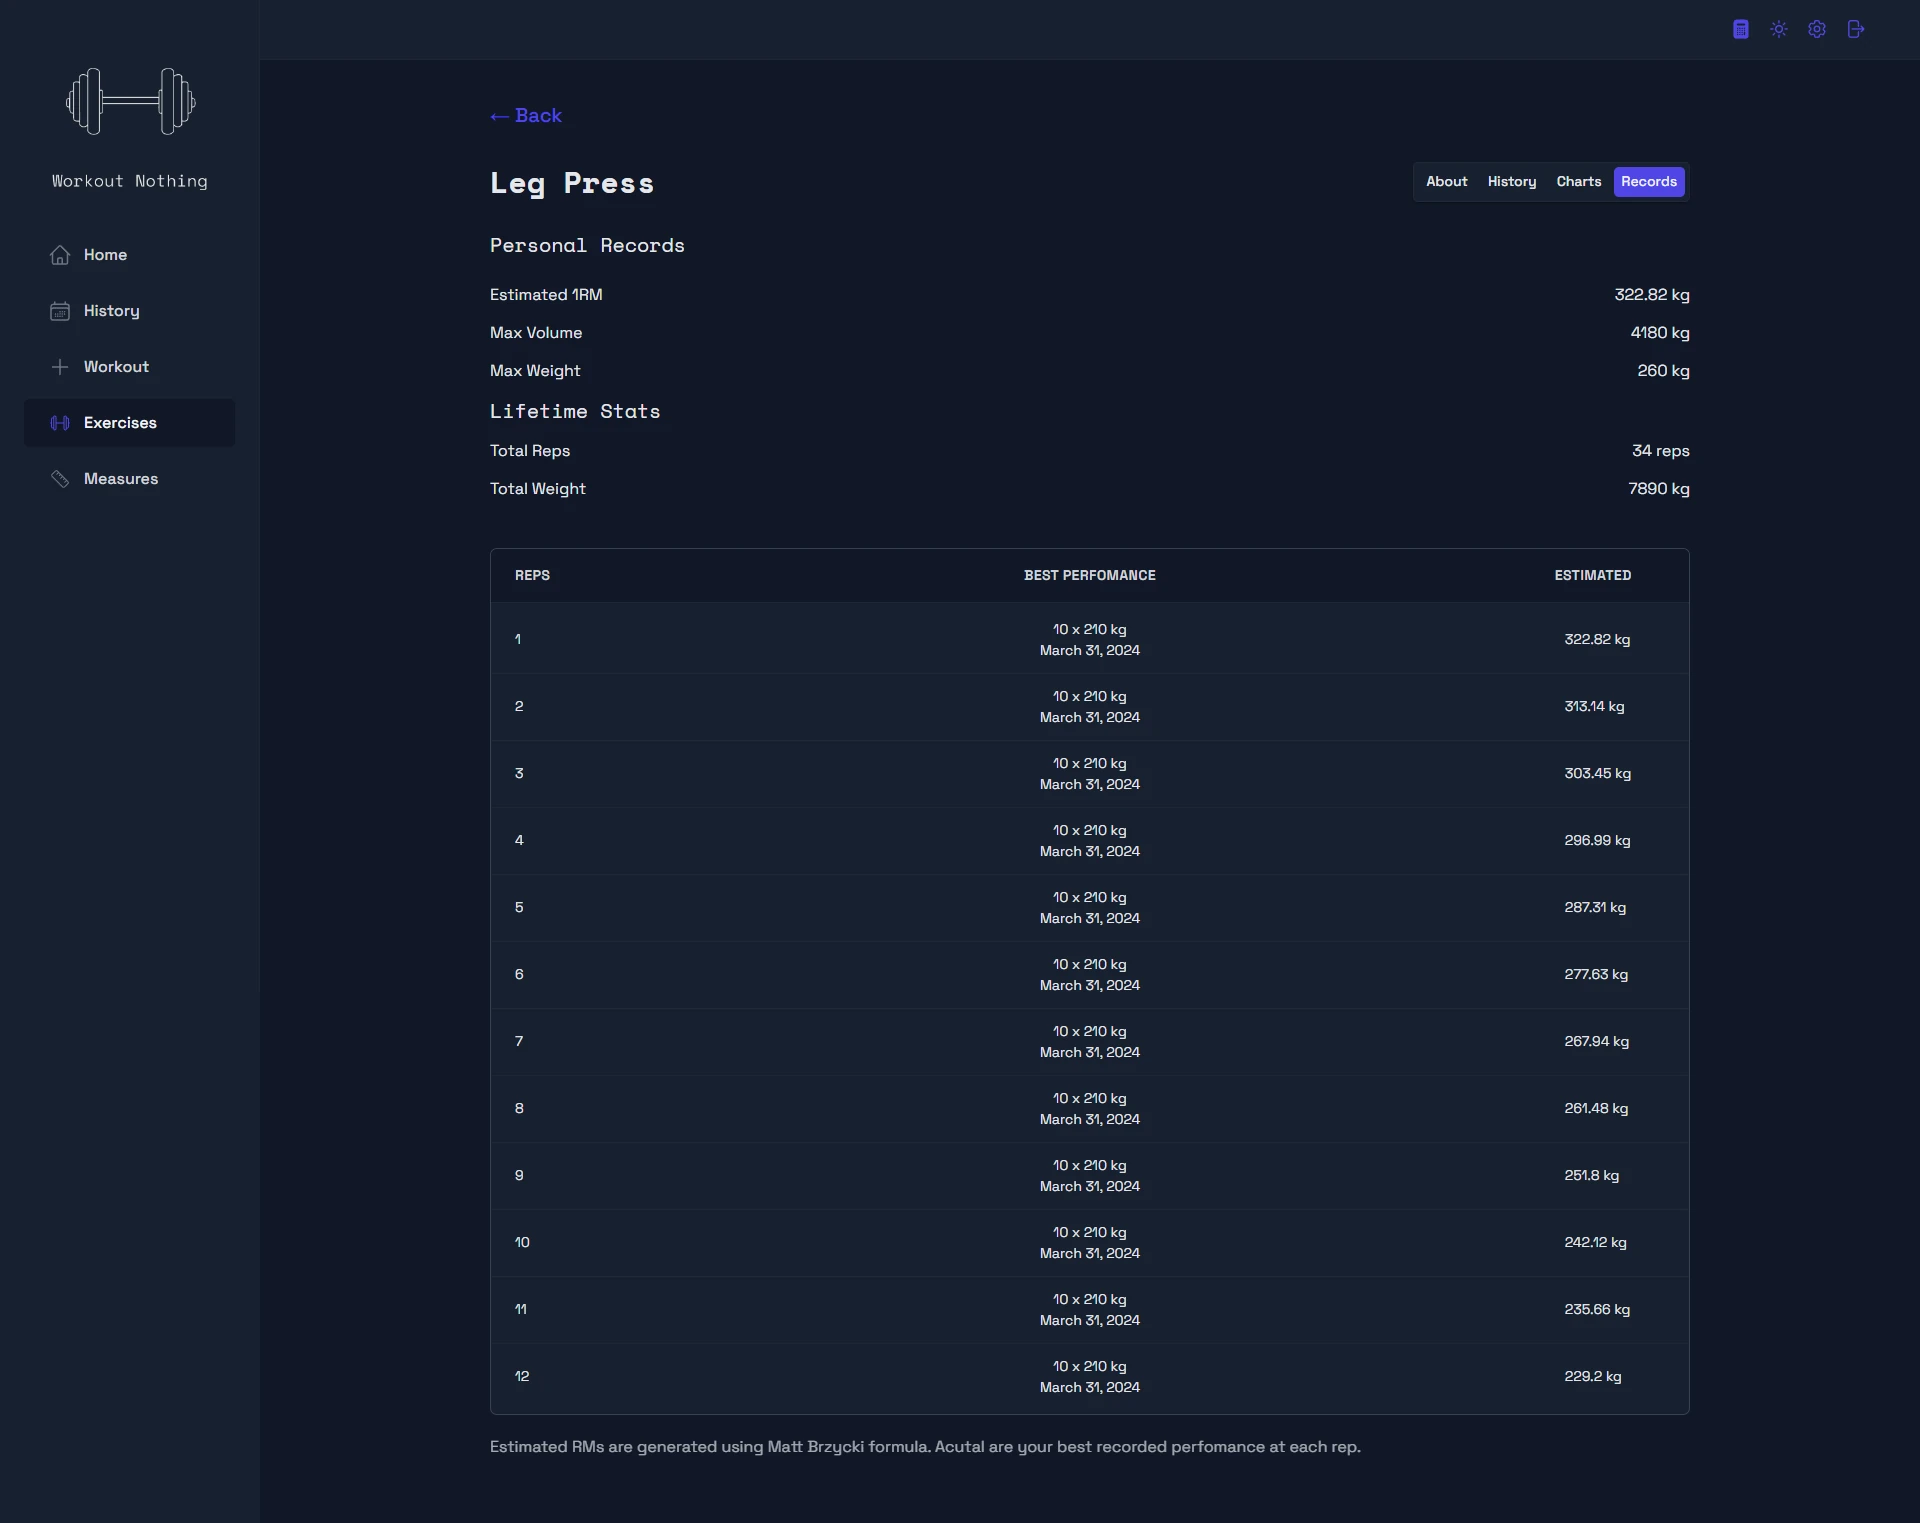 Workout Nothing
Home
History
Workout
Exercises
Measures
← Back
Leg Press
About History Charts Records
Personal Records
Estimated 1RM 322.82 kg
Max Volume 4180 kg
Max Weight 260 kg
Lifetime Stats
Total Reps 34 reps
Total Weight 7890 kg
REPS BEST PERFOMANCE ESTIMATED
1 10 x 210 kg 322.82 kg
March 31, 2024
2 10 x 210 kg 313.14 kg
March 31, 2024
3 10 x 210 kg 303.45 kg
March 31, 2024
4 10 x 210 kg 296.99 kg
March 31, 2024
5 10 x 210 kg 287.31 kg
March 31, 2024
6 10 x 210 kg 277.63 kg
March 31, 2024
7 10 x 210 kg 267.94 kg
March 31, 2024
8 10 x 210 kg 261.48 kg
March 31, 2024
9 10 x 210 kg 251.8 kg
March 31, 2024
10 10 x 210 kg 242.12 kg
March 31, 2024
11 10 x 210 kg 235.66 kg
March 31, 2024
12 10 x 210 kg 229.2 kg
March 31, 2024
Estimated RMs are generated using Matt Brzycki formula. Acutal are your best recorded perfomance at each rep.